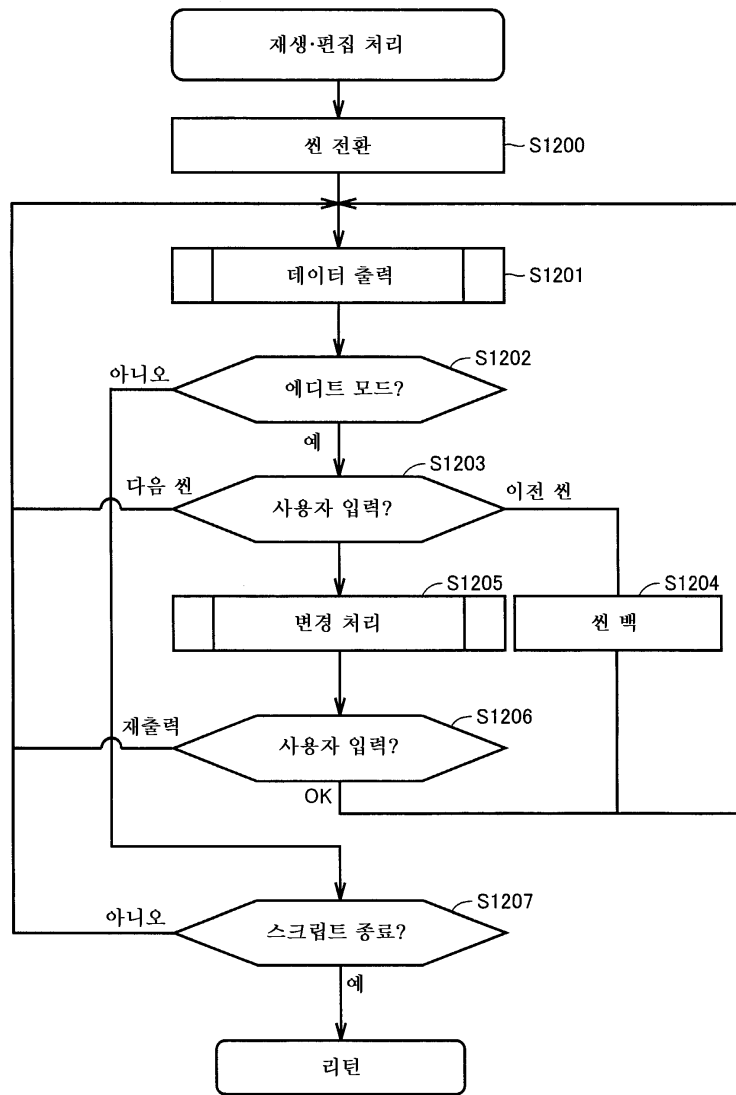 재생·편집 처리
씬 전환
S1200
데이터 출력
S1201
S1202
아니오
에디트 모드?
예
S1203
다음 씬
사용자 입력?
이전 씬
S1205
S1204
변경 처리
씬 백
재출력
S1206
사용자 입력?
OK
S1207
아니오
스크립트 종료?
예
리턴